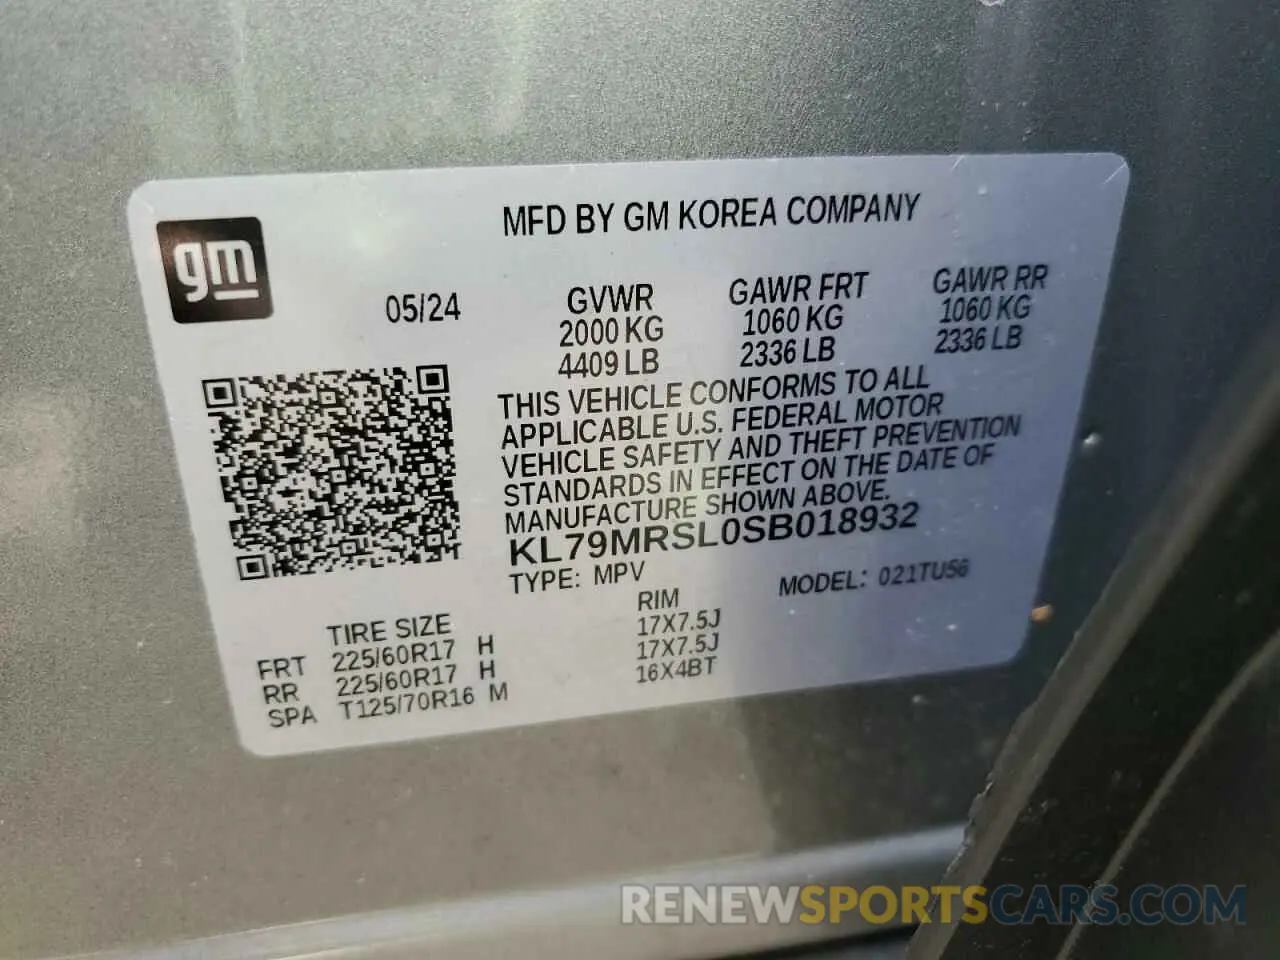 MFD BY GM KOREA COMPANY
gm
05/24
GVWR GAWR FRT GAWR RR
2000 KG 1060 KG 1060 KG
4409 LB 2336 LB 2336 LB
THIS VEHICLE CONFORMS TO ALL
APPLICABLE U.S. FEDERAL MOTOR
VEHICLE SAFETY AND THEFT PREVENTION
STANDARDS IN EFFECT ON THE DATE OF
MANUFACTURE SHOWN ABOVE.
KL79MRSL0SB018932
TYPE: MPV MODEL: 021TU56
TIRE SIZE RIM
FRT 225/60R17 H 17X7.5J
RR 225/60R17 H 17X7.5J
SPA T125/70R16 M 16X4BT
RENEWSPORTSCARS.COM